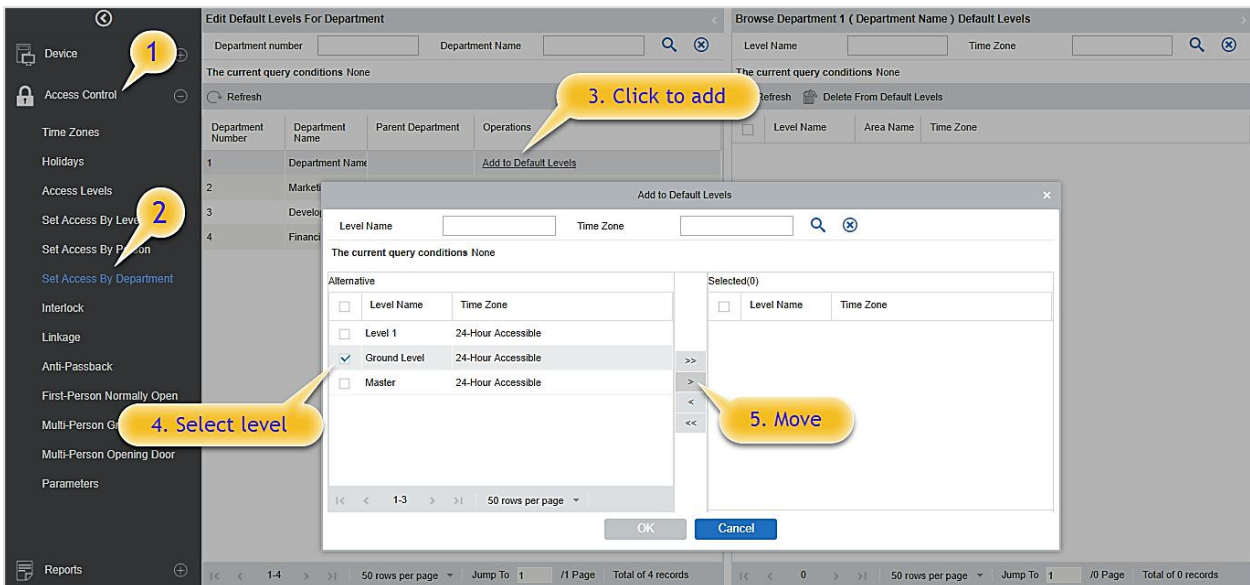 Edit Default Levels For Department
Browse Department 1 ( Department Name ) Default Levels
Device
1
Access Control
Time Zones
Holidays
Access Levels
Set Access By
2
Set Access By
Set Access By Department
Interlock
Linkage
Anti-Passback
First-Person Normally Open
Multi-Person
Multi-Person Opening Door
Parameters
Reports
Department number
Department Name
The current query conditions None
Refresh
3. Click to add
Department Number
Department Name
Parent Department
Operations
1
Department Name
Add to Default Levels
2
3
4
1-4
50 rows per page
Jump To 1
/1 Page
Total of 4 records
Level Name
Time Zone
The current query conditions None
Refresh
Delete From Default Levels
Level Name
Area Name
Time Zone
0
50 rows per page
Jump To 1
/0 Page
Total of 0 records
Add to Default Levels
Level Name
Time Zone
The current query conditions None
Alternative
Level Name
Time Zone
Level 1
24-Hour Accessible
Ground Level
24-Hour Accessible
Master
24-Hour Accessible
4. Select level
1-3
50 rows per page
>>
>
<
<<
5. Move
Selected(0)
Level Name
Time Zone
OK
Cancel